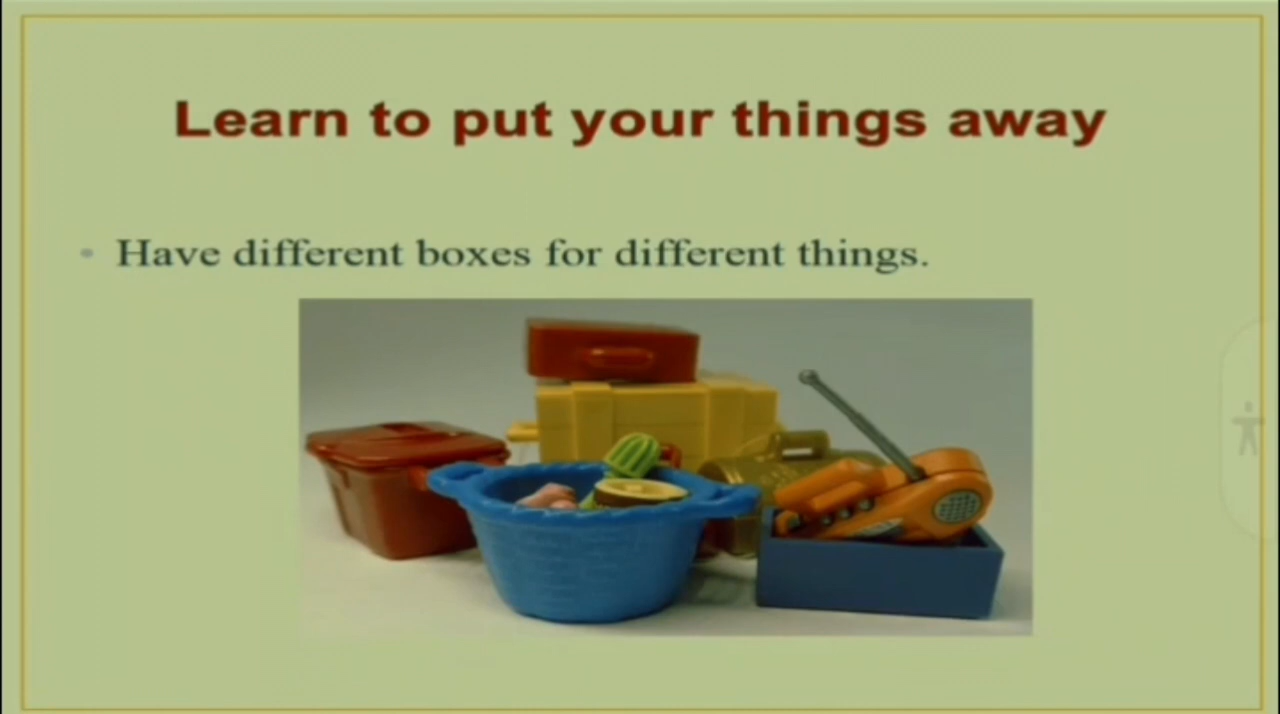 Learn to put your things away
• Have different boxes for different things.